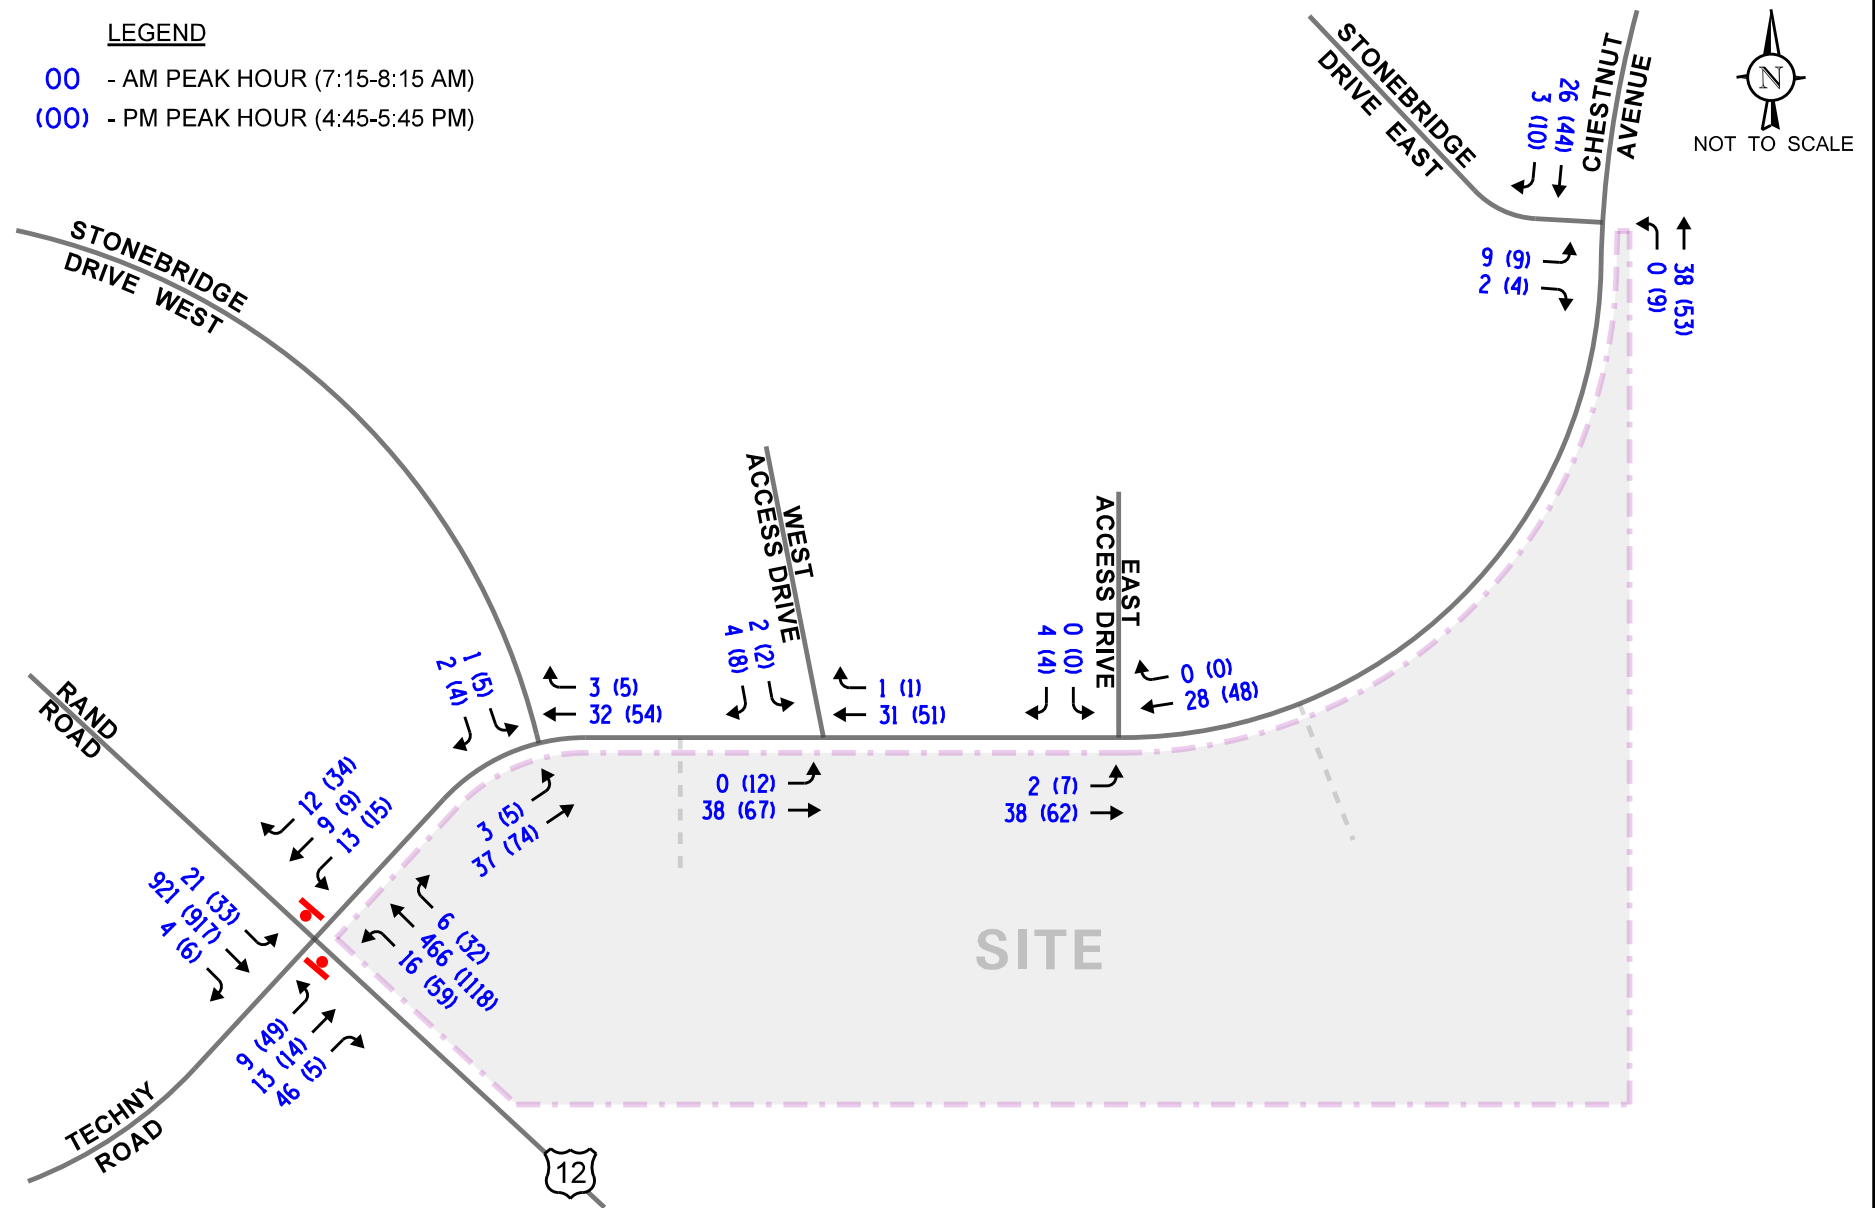 LEGEND
00 - AM PEAK HOUR (7:15-8:15 AM)
(00) - PM PEAK HOUR (4:45-5:45 PM)
STONEBRIDGE
DRIVE EAST
CHESTNUT
AVENUE
N
NOT TO SCALE
26 (44)
3 (10)
9 (9)
2 (4)
38 (53)
0 (9)
STONEBRIDGE
DRIVE WEST
WEST
ACCESS DRIVE
EAST
ACCESS DRIVE
1 (5)
2 (4)
3 (5)
32 (54)
2 (2)
4 (8)
1 (1)
31 (51)
0 (0)
4 (4)
0 (0)
28 (48)
3 (5)
37 (74)
0 (12)
38 (67)
2 (7)
38 (62)
RAND
ROAD
12 (34)
9 (9)
13 (15)
21 (33)
921 (917)
4 (6)
6 (32)
466 (1118)
16 (59)
9 (49)
13 (14)
46 (5)
SITE
TECHNY
ROAD
12